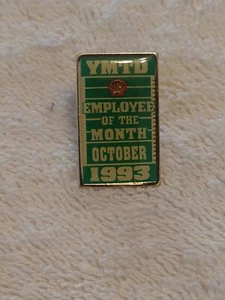 YMTD
EMPLOYEE
OF THE
MONTH
OCTOBER
1993